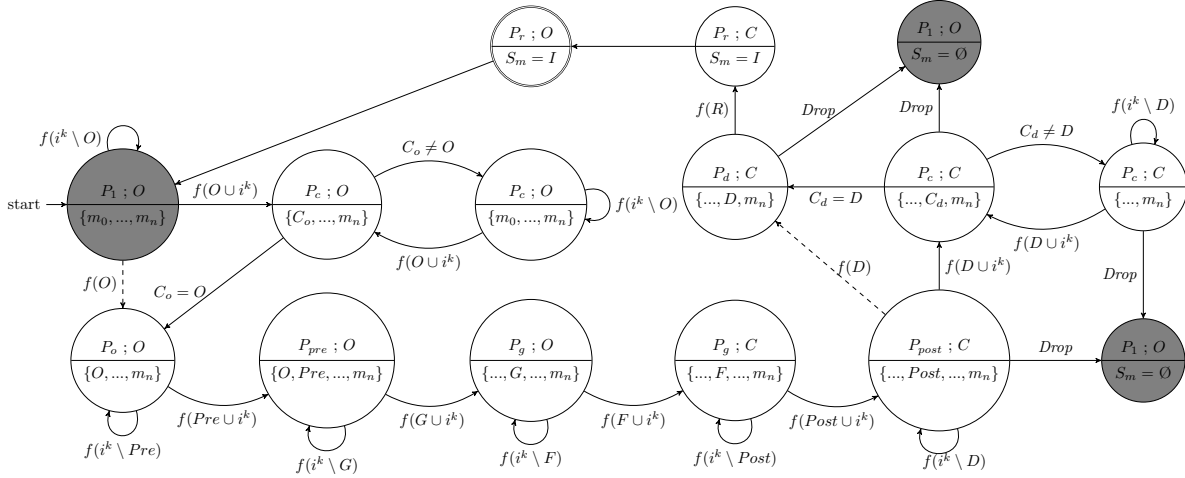 P_r ; O
S_m = I
P_r ; C
S_m = I
P_1 ; O
S_m = Ø
f(i^k \ O)
C_o ≠ O
f(R)
Drop
Drop
C_d ≠ D
f(i^k \ D)
start
P_1 ; O
{m_0, ..., m_n}
f(O ∪ i^k)
P_c ; O
{C_o, ..., m_n}
P_c ; O
{m_0, ..., m_n}
f(i^k \ O)
P_d ; C
{..., D, m_n}
C_d = D
P_c ; C
{..., C_d, m_n}
P_c ; C
{..., m_n}
f(O)
C_o = O
f(O ∪ i^k)
f(D)
f(D ∪ i^k)
f(D ∪ i^k)
Drop
P_o ; O
{O, ..., m_n}
P_pre ; O
{O, Pre, ..., m_n}
P_g ; O
{..., G, ..., m_n}
P_g ; C
{..., F, ..., m_n}
P_post ; C
{..., Post, ..., m_n}
Drop
P_1 ; O
S_m = Ø
f(Pre ∪ i^k)
f(G ∪ i^k)
f(F ∪ i^k)
f(Post ∪ i^k)
f(i^k \ Pre)
f(i^k \ G)
f(i^k \ F)
f(i^k \ Post)
f(i^k \ D)